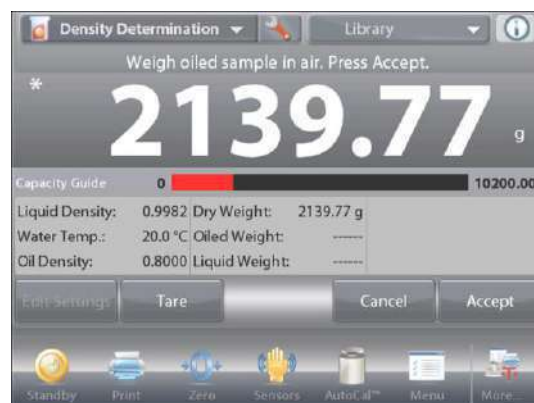 Density Determination Library
Weigh oiled sample in air. Press Accept.
* 2139.77 g
Capacity Guide 0 10200.00
Liquid Density: 0.9982 Dry Weight: 2139.77 g
Water Temp.: 20.0 °C Oiled Weight: ------
Oil Density: 0.8000 Liquid Weight: ------
Edit Settings Tare Cancel Accept
Standby Print Zero Sensors AutoCal™ Menu More...